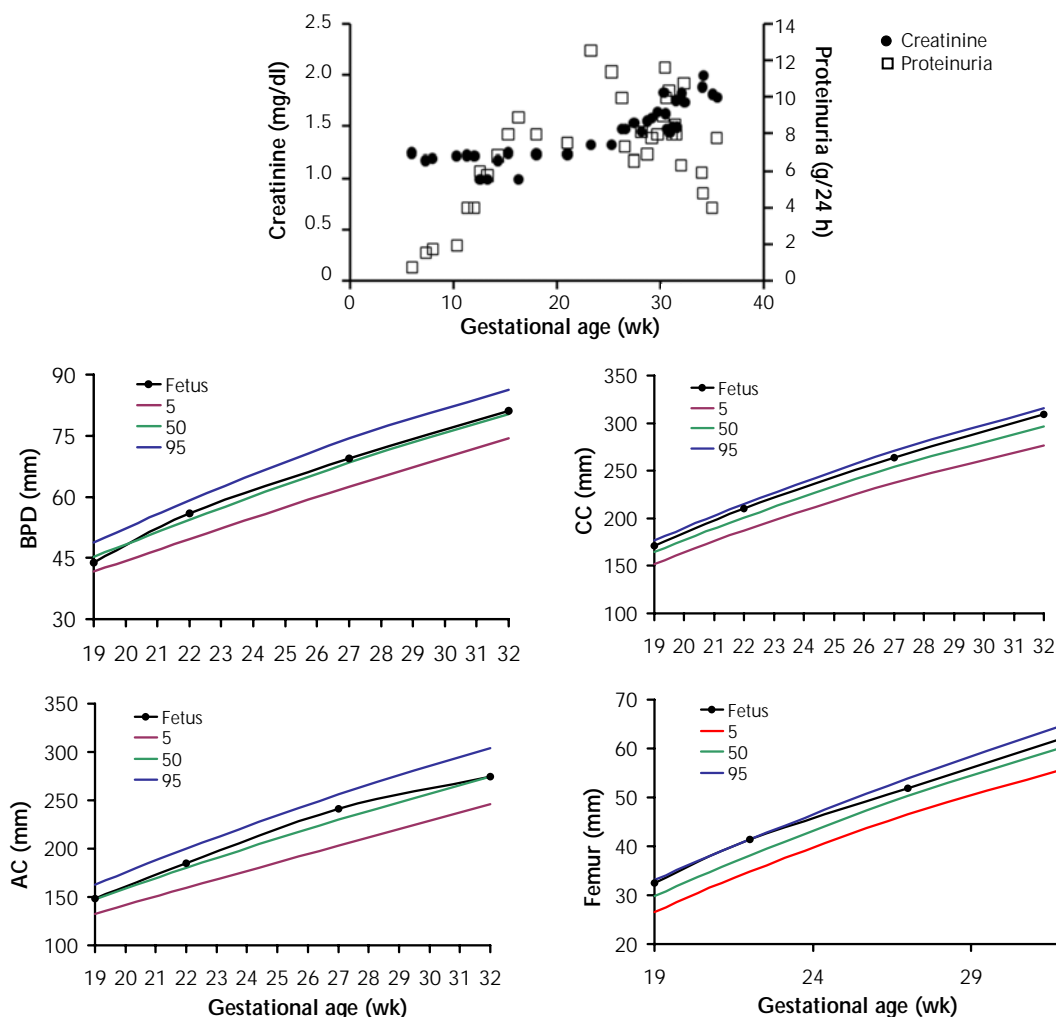 2.5
2.0
1.5
1.0
0.5
0
Creatinine (mg/dl)
14
12
10
8
6
4
2
0
Proteinuria (g/24 h)
0 10 20 30 40
Gestational age (wk)
Creatinine
Proteinuria
90
75
60
45
30
BPD (mm)
Fetus
5
50
95
19 20 21 22 23 24 25 26 27 28 29 30 31 32
350
300
250
200
150
100
CC (mm)
Fetus
5
50
95
19 20 21 22 23 24 25 26 27 28 29 30 31 32
350
300
250
200
150
100
AC (mm)
Fetus
5
50
95
19 20 21 22 23 24 25 26 27 28 29 30 31 32
Gestational age (wk)
70
60
50
40
30
20
Femur (mm)
Fetus
5
50
95
19 24 29
Gestational age (wk)